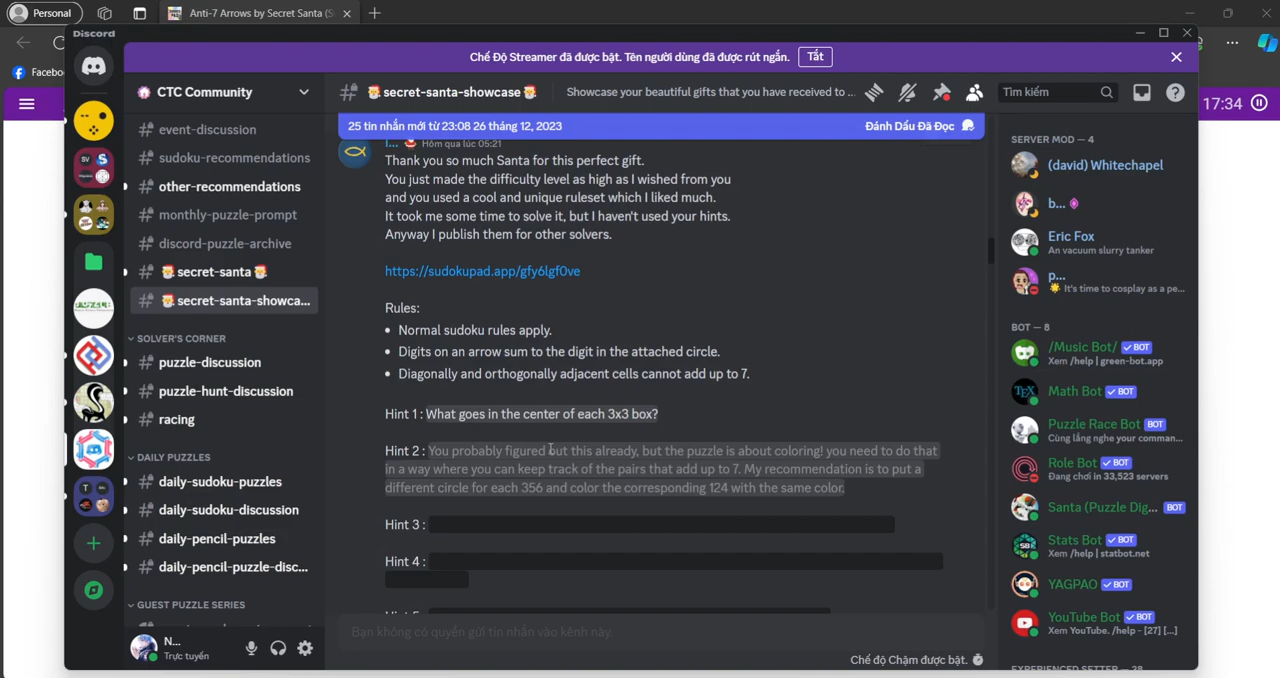 Personal
Anti-7 Arrows by Secret Santa (S
Discord
Chế Độ Streamer đã được bật. Tên người dùng đã được rút ngắn.
Tắt
Facebo
17:34
CTC Community
event-discussion
sudoku-recommendations
other-recommendations
monthly-puzzle-prompt
discord-puzzle-archive
🎅secret-santa🎅
🎅secret-santa-showca...
SOLVER'S CORNER
puzzle-discussion
puzzle-hunt-discussion
racing
DAILY PUZZLES
daily-sudoku-puzzles
daily-sudoku-discussion
daily-pencil-puzzles
daily-pencil-puzzle-disc...
GUEST PUZZLE SERIES
N...
Trực tuyến
🎅secret-santa-showcase🎅
Showcase your beautiful gifts that you have received to ...
Tìm kiếm
25 tin nhắn mới từ 23:08 26 tháng 12, 2023
Đánh Dấu Đã Đọc
Hôm qua lúc 05:21
Thank you so much Santa for this perfect gift.
You just made the difficulty level as high as I wished from you
and you used a cool and unique ruleset which I liked much.
It took me some time to solve it, but I haven't used your hints.
Anyway I publish them for other solvers.
https://sudokupad.app/gfy6lgf0ve
Rules:
• Normal sudoku rules apply.
• Digits on an arrow sum to the digit in the attached circle.
• Diagonally and orthogonally adjacent cells cannot add up to 7.
Hint 1 : What goes in the center of each 3x3 box?
Hint 2 : You probably figured out this already, but the puzzle is about coloring! you need to do that
in a way where you can keep track of the pairs that add up to 7. My recommendation is to put a
different circle for each 356 and color the corresponding 124 with the same color.
Hint 3 :
Hint 4 :
Bạn không có quyền gửi tin nhắn vào kênh này.
Chế độ Chậm được bật.
SERVER MOD — 4
(david) Whitechapel
b...
Eric Fox
An vacuum slurry tanker
p...
🌟 It's time to cosplay as a pe...
BOT — 8
/Music Bot/ ✓ BOT
Xem /help | green-bot.app
Math Bot ✓ BOT
Puzzle Race Bot BOT
Cùng lắng nghe your comman...
Role Bot ✓ BOT
Đang chơi in 33,523 servers
Santa (Puzzle Dig... BOT
Stats Bot ✓ BOT
Xem /help | statbot.net
YAGPAO ✓ BOT
YouTube Bot ✓ BOT
Xem YouTube. /help - [27] [...]